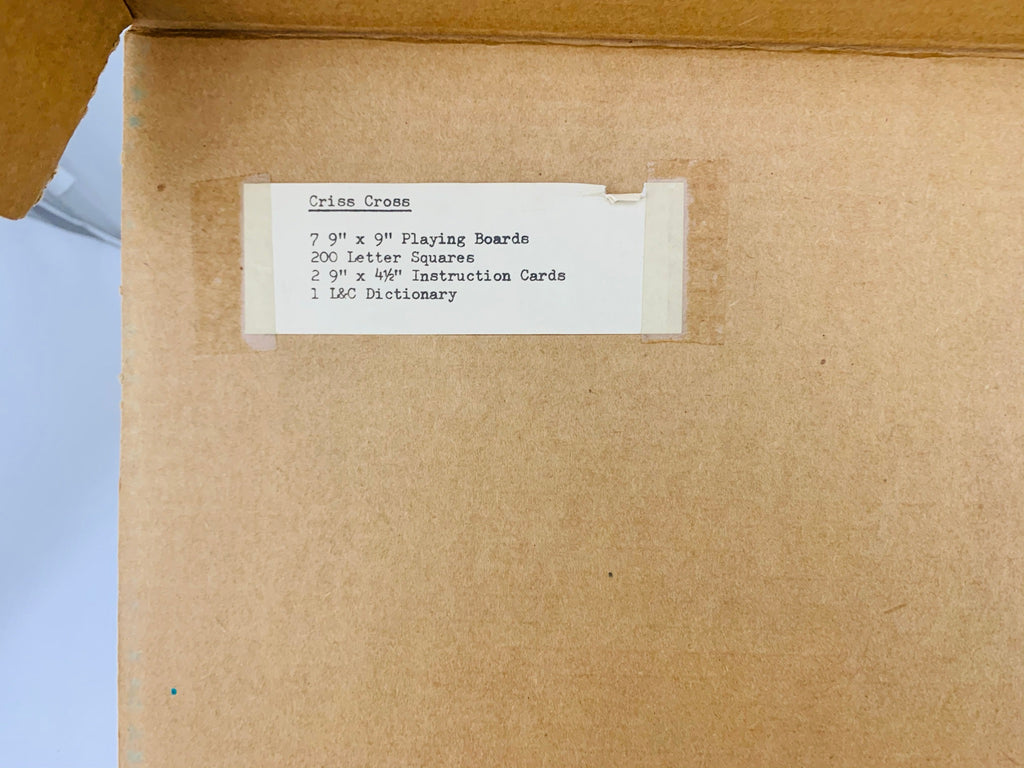 Criss Cross
7 9" x 9" Playing Boards
200 Letter Squares
2 9" x 4½" Instruction Cards
1 L&C Dictionary